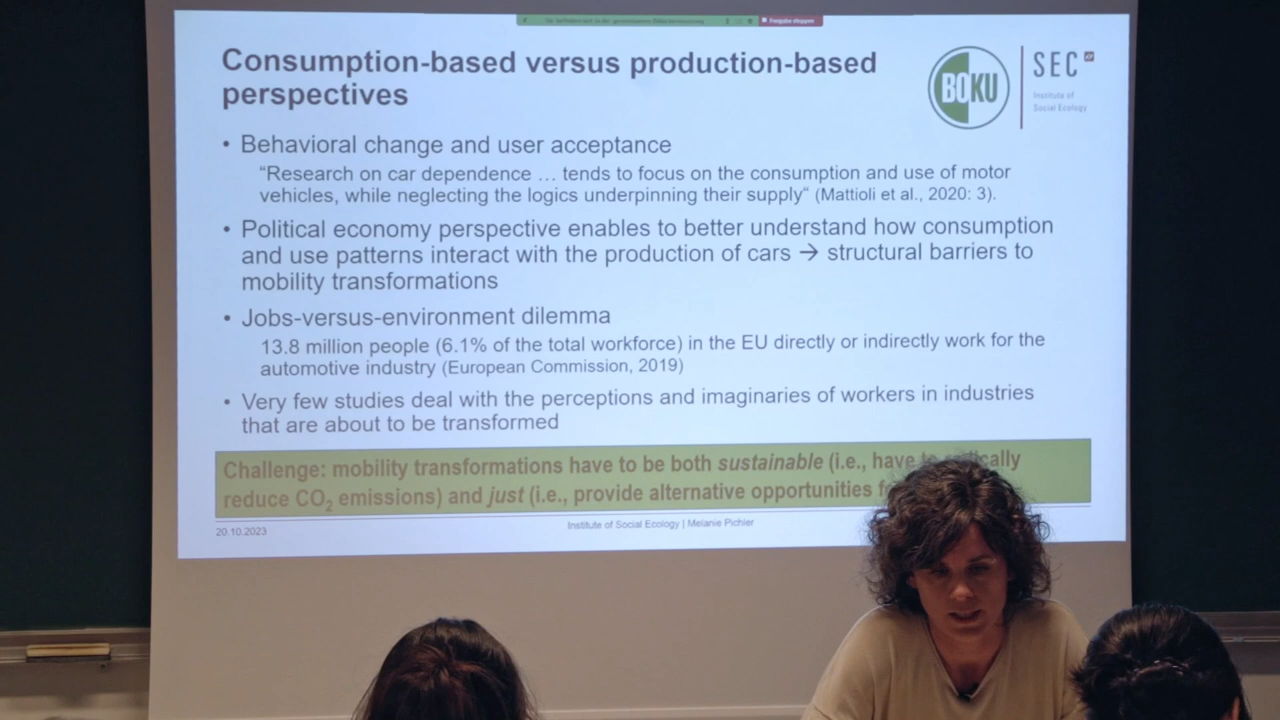 Freigabe stoppen
Consumption-based versus production-based
perspectives
BOKU
SEC
Institute of
Social Ecology
• Behavioral change and user acceptance
“Research on car dependence … tends to focus on the consumption and use of motor
vehicles, while neglecting the logics underpinning their supply“ (Mattioli et al., 2020: 3).
• Political economy perspective enables to better understand how consumption
and use patterns interact with the production of cars → structural barriers to
mobility transformations
• Jobs-versus-environment dilemma
13.8 million people (6.1% of the total workforce) in the EU directly or indirectly work for the
automotive industry (European Commission, 2019)
• Very few studies deal with the perceptions and imaginaries of workers in industries
that are about to be transformed
Challenge: mobility transformations have to be both sustainable (i.e., have to
reduce CO₂ emissions) and just (i.e., provide alternative opportunities
20.10.2023
Institute of Social Ecology | Melanie Pichler